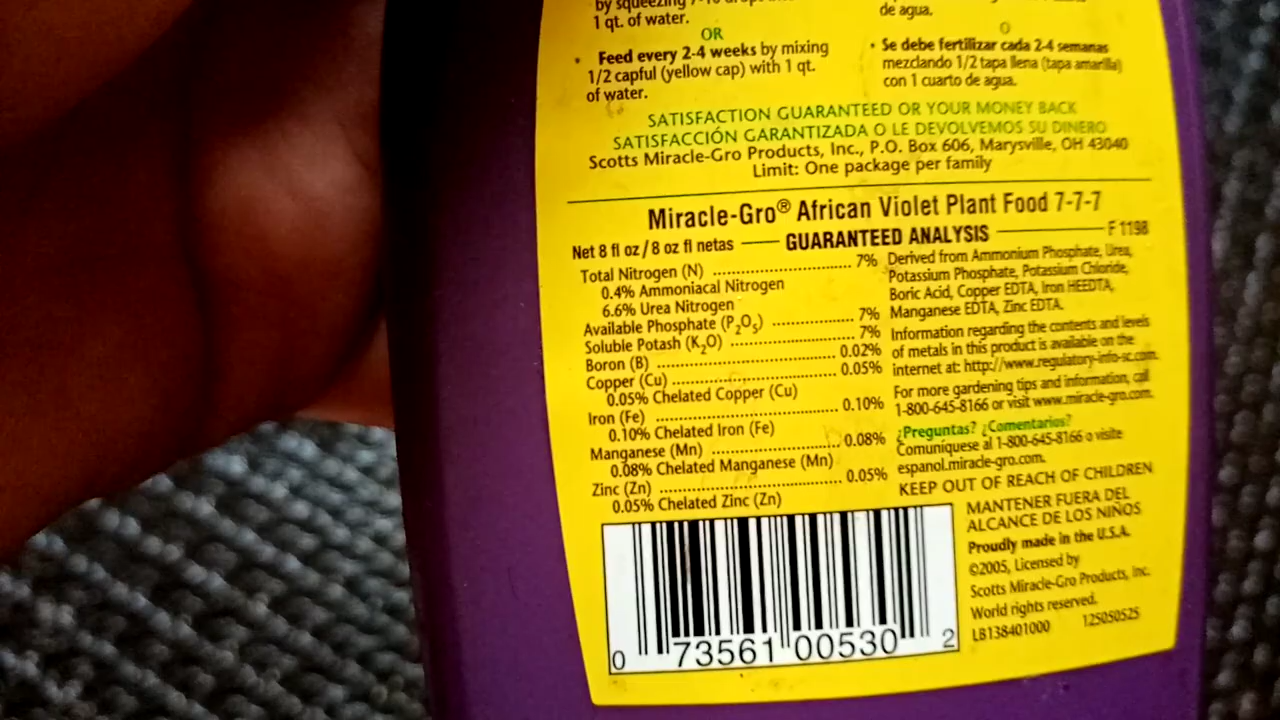 by squeezing 7-10 drops
1 qt. of water.
OR
• Feed every 2-4 weeks by mixing
1/2 capful (yellow cap) with 1 qt.
of water.
de agua.
O
• Se debe fertilizar cada 2-4 semanas
mezclando 1/2 tapa llena (tapa amarilla)
con 1 cuarto de agua.
SATISFACTION GUARANTEED OR YOUR MONEY BACK
SATISFACCIÓN GARANTIZADA O LE DEVOLVEMOS SU DINERO
Scotts Miracle-Gro Products, Inc., P.O. Box 606, Marysville, OH 43040
Limit: One package per family
Miracle-Gro® African Violet Plant Food 7-7-7
Net 8 fl oz/8 oz fl netas GUARANTEED ANALYSIS F1198
Total Nitrogen (N) ........................ 7%
0.4% Ammoniacal Nitrogen
6.6% Urea Nitrogen
Available Phosphate (P₂O₅) ................ 7%
Soluble Potash (K₂O) ........................ 7%
Boron (B) ........................ 0.02%
Copper (Cu) ........................ 0.05%
0.05% Chelated Copper (Cu)
Iron (Fe) ........................ 0.10%
0.10% Chelated Iron (Fe)
Manganese (Mn) ........................ 0.08%
0.08% Chelated Manganese (Mn)
Zinc (Zn) ........................ 0.05%
0.05% Chelated Zinc (Zn)
Derived from Ammonium Phosphate, Urea,
Potassium Phosphate, Potassium Chloride,
Boric Acid, Copper EDTA, Iron HEEDTA,
Manganese EDTA, Zinc EDTA.
Information regarding the contents and levels
of metals in this product is available on the
internet at: http://www.regulatory-info-sc.com.
For more gardening tips and information, call
1-800-645-8166 or visit www.miracle-gro.com.
¿Preguntas? ¿Comentarios?
Comuníquese al 1-800-645-8166 o visite
espanol.miracle-gro.com.
KEEP OUT OF REACH OF CHILDREN
MANTENER FUERA DEL
ALCANCE DE LOS NIÑOS
Proudly made in the U.S.A.
©2005, Licensed by
Scotts Miracle-Gro Products, Inc.
World rights reserved.
LB138401000 125050525
0 73561 00530 2